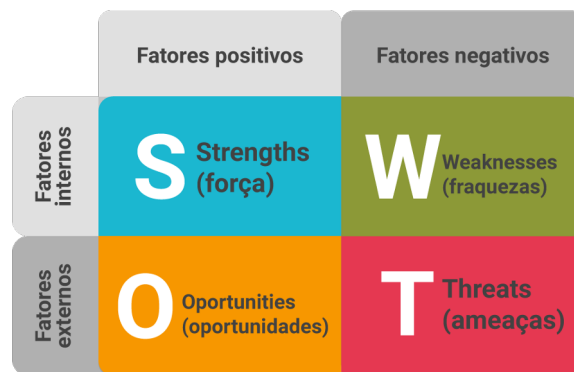 Fatores positivos
Fatores negativos
Fatores
internos
S
Strengths
(força)
W
Weaknesses
(fraquezas)
Fatores
externos
O
Oportunities
(oportunidades)
T
Threats
(ameaças)